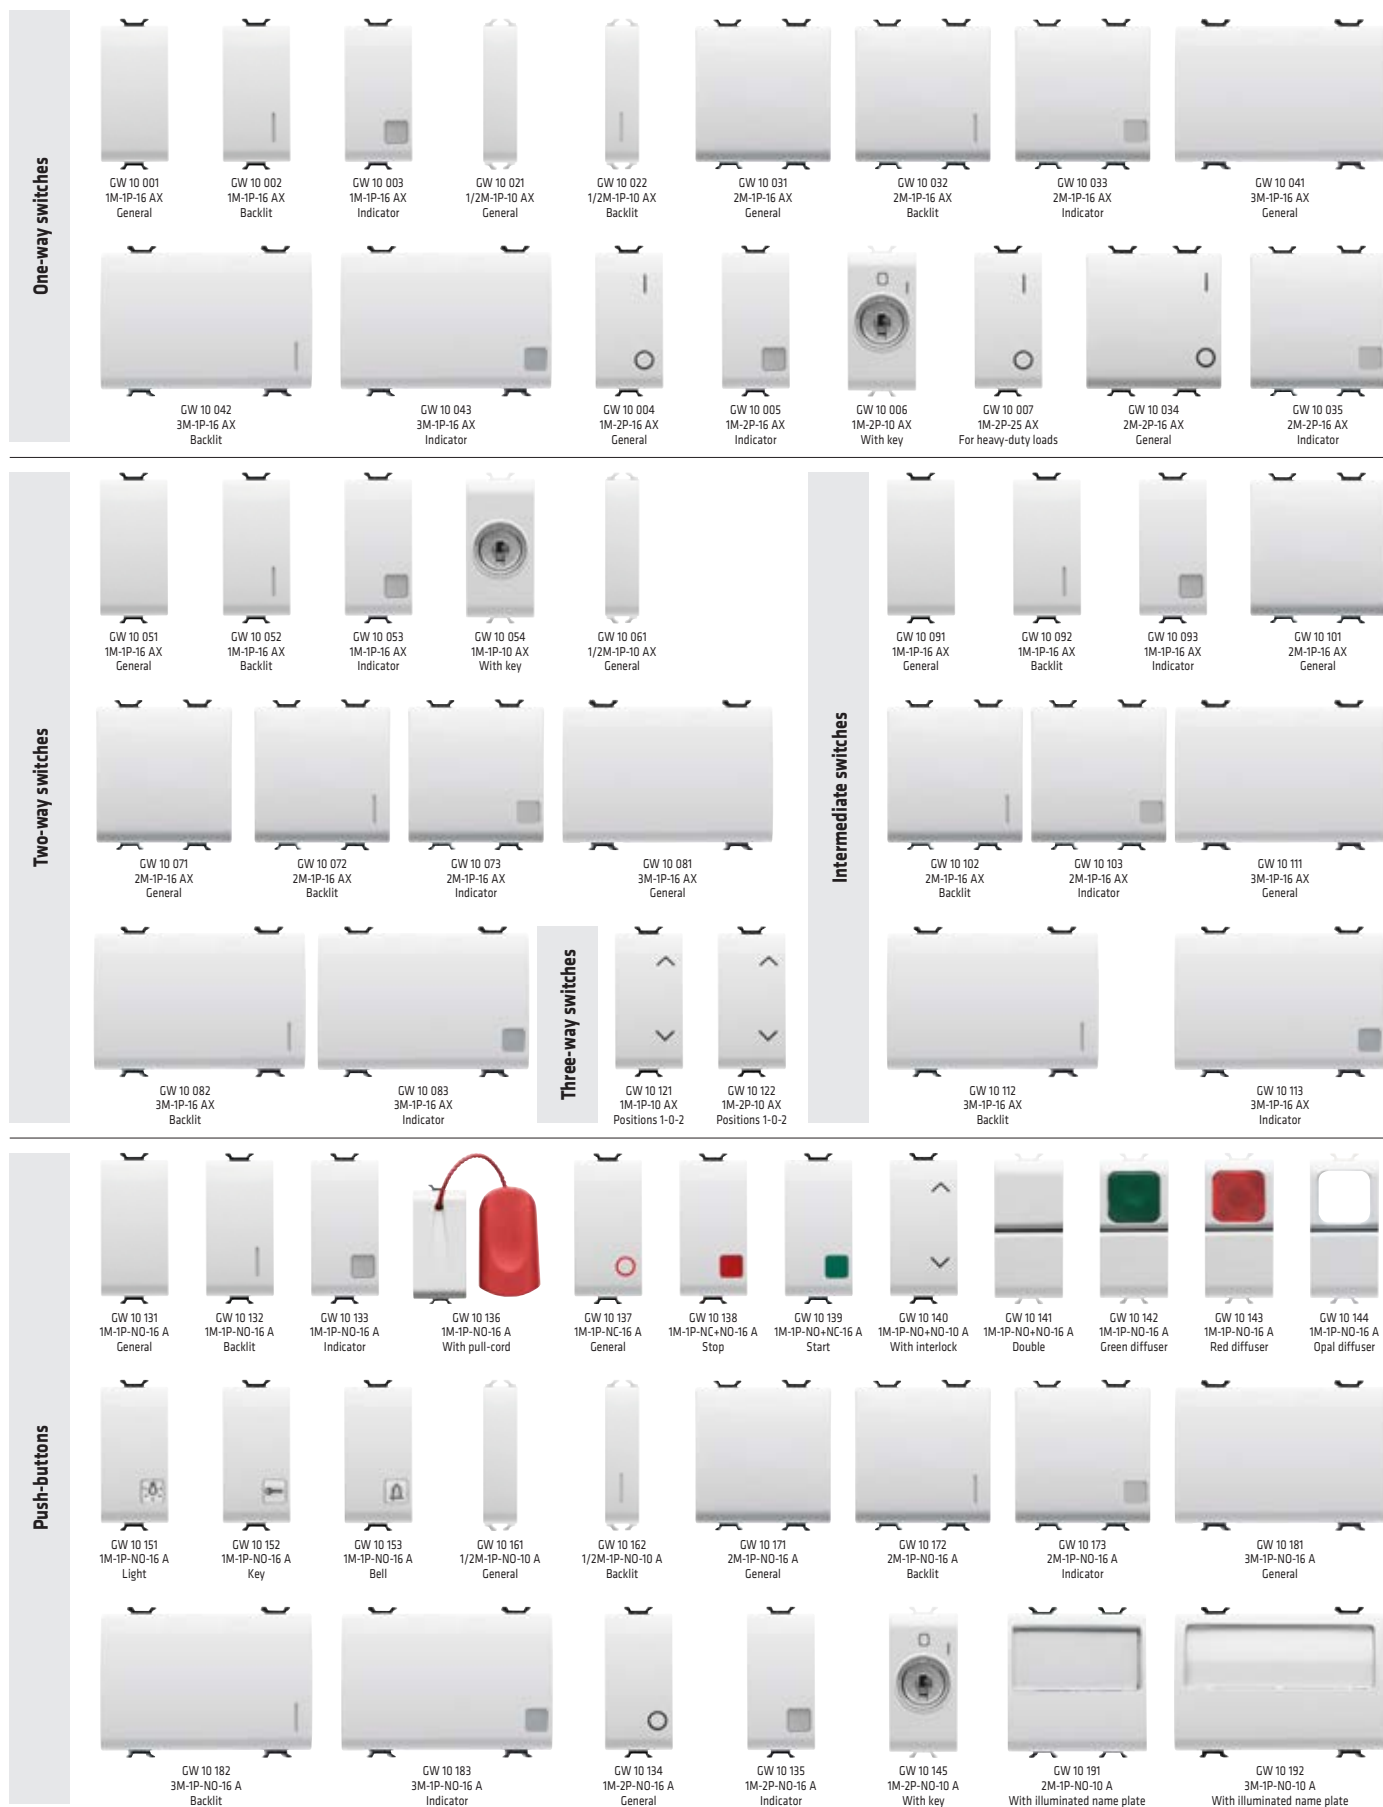 One-way switches
GW 10 001
1M-1P-16 AX
General
GW 10 002
1M-1P-16 AX
Backlit
GW 10 003
1M-1P-16 AX
Indicator
GW 10 021
1/2M-1P-10 AX
General
GW 10 022
1/2M-1P-10 AX
Backlit
GW 10 031
2M-1P-16 AX
General
GW 10 032
2M-1P-16 AX
Backlit
GW 10 033
2M-1P-16 AX
Indicator
GW 10 041
3M-1P-16 AX
General
GW 10 042
3M-1P-16 AX
Backlit
GW 10 043
3M-1P-16 AX
Indicator
GW 10 004
1M-2P-16 AX
General
GW 10 005
1M-2P-16 AX
Indicator
GW 10 006
1M-2P-10 AX
With key
GW 10 007
1M-2P-25 AX
For heavy-duty loads
GW 10 034
2M-2P-16 AX
General
GW 10 035
2M-2P-16 AX
Indicator
Two-way switches
GW 10 051
1M-1P-16 AX
General
GW 10 052
1M-1P-16 AX
Backlit
GW 10 053
1M-1P-16 AX
Indicator
GW 10 054
1M-1P-10 AX
With key
GW 10 061
1/2M-1P-10 AX
General
GW 10 071
2M-1P-16 AX
General
GW 10 072
2M-1P-16 AX
Backlit
GW 10 073
2M-1P-16 AX
Indicator
GW 10 081
3M-1P-16 AX
General
GW 10 082
3M-1P-16 AX
Backlit
GW 10 083
3M-1P-16 AX
Indicator
Three-way switches
GW 10 121
1M-1P-10 AX
Positions 1-0-2
GW 10 122
1M-2P-10 AX
Positions 1-0-2
Intermediate switches
GW 10 091
1M-1P-16 AX
General
GW 10 092
1M-1P-16 AX
Backlit
GW 10 093
1M-1P-16 AX
Indicator
GW 10 101
2M-1P-16 AX
General
GW 10 102
2M-1P-16 AX
Backlit
GW 10 103
2M-1P-16 AX
Indicator
GW 10 111
3M-1P-16 AX
General
GW 10 112
3M-1P-16 AX
Backlit
GW 10 113
3M-1P-16 AX
Indicator
Push-buttons
GW 10 131
1M-1P-NO-16 A
General
GW 10 132
1M-1P-NO-16 A
Backlit
GW 10 133
1M-1P-NO-16 A
Indicator
GW 10 136
1M-1P-NO-16 A
With pull-cord
GW 10 137
1M-1P-NC-16 A
General
GW 10 138
1M-1P-NC+NO-16 A
Stop
GW 10 139
1M-1P-NO+NC-16 A
Start
GW 10 140
1M-1P-NO+NO-10 A
With interlock
GW 10 141
1M-1P-NO+NO-16 A
Double
GW 10 142
1M-1P-NO-16 A
Green diffuser
GW 10 143
1M-1P-NO-16 A
Red diffuser
GW 10 144
1M-1P-NO-16 A
Opal diffuser
GW 10 151
1M-1P-NO-16 A
Light
GW 10 152
1M-1P-NO-16 A
Key
GW 10 153
1M-1P-NO-16 A
Bell
GW 10 161
1/2M-1P-NO-10 A
General
GW 10 162
1/2M-1P-NO-10 A
Backlit
GW 10 171
2M-1P-NO-16 A
General
GW 10 172
2M-1P-NO-16 A
Backlit
GW 10 173
2M-1P-NO-16 A
Indicator
GW 10 181
3M-1P-NO-16 A
General
GW 10 182
3M-1P-NO-16 A
Backlit
GW 10 183
3M-1P-NO-16 A
Indicator
GW 10 134
1M-2P-NO-16 A
General
GW 10 135
1M-2P-NO-16 A
Indicator
GW 10 145
1M-2P-NO-10 A
With key
GW 10 191
2M-1P-NO-10 A
With illuminated name plate
GW 10 192
3M-1P-NO-10 A
With illuminated name plate